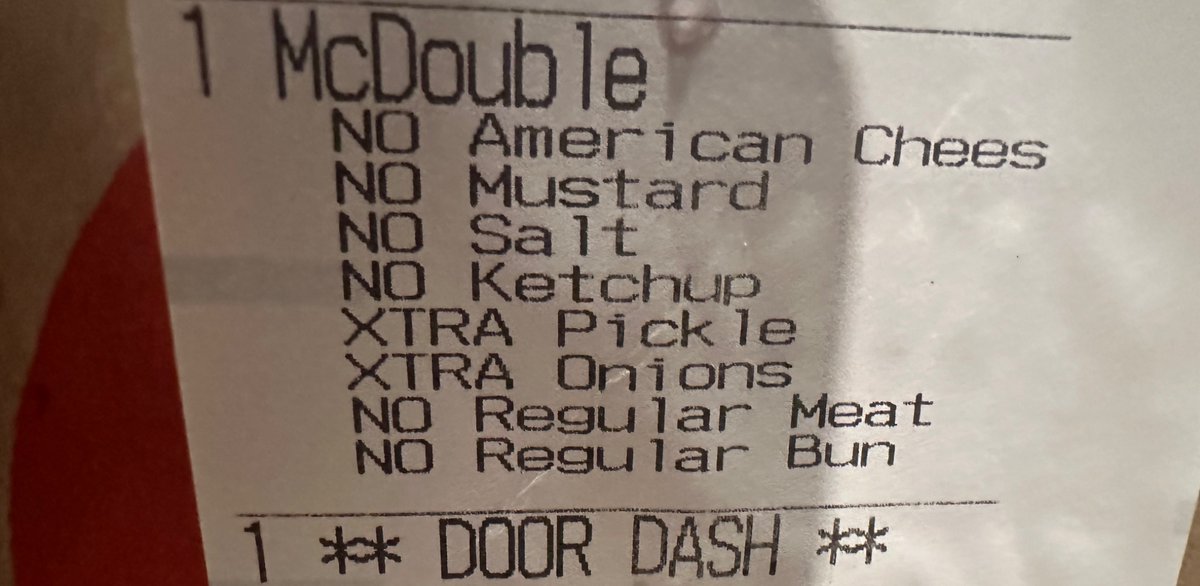 1 McDouble
NO American Chees
NO Mustard
NO Salt
NO Ketchup
XTRA Pickle
XTRA Onions
NO Regular Meat
NO Regular Bun
1 ** DOOR DASH **